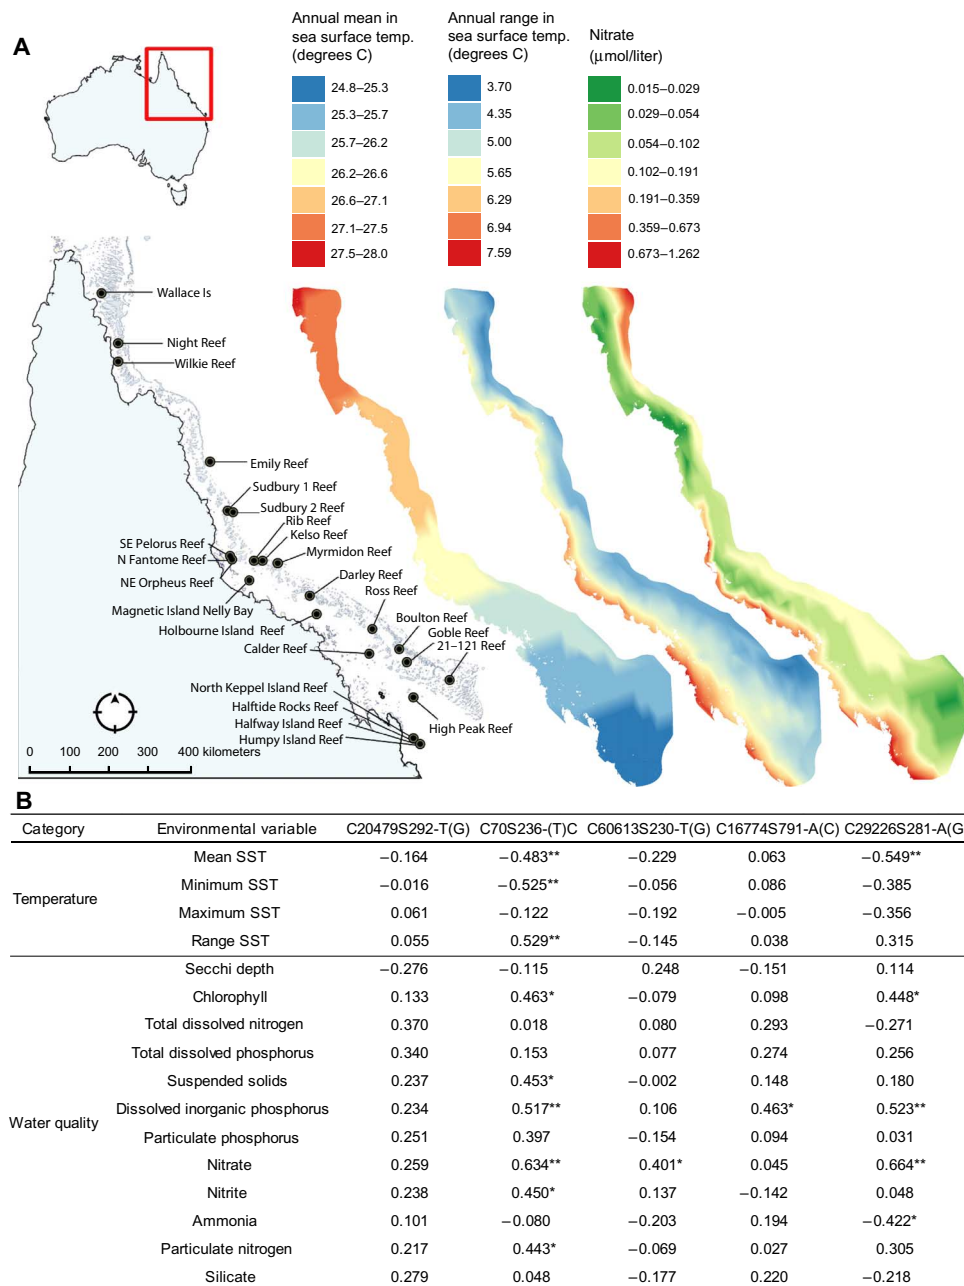 A
Annual mean in
sea surface temp.
(degrees C)
24.8–25.3
25.3–25.7
25.7–26.2
26.2–26.6
26.6–27.1
27.1–27.5
27.5–28.0
Annual range in
sea surface temp.
(degrees C)
3.70
4.35
5.00
5.65
6.29
6.94
7.59
Nitrate
(μmol/liter)
0.015–0.029
0.029–0.054
0.054–0.102
0.102–0.191
0.191–0.359
0.359–0.673
0.673–1.262
Wallace Is
Night Reef
Wilkie Reef
Emily Reef
Sudbury 1 Reef
Sudbury 2 Reef
Rib Reef
Kelso Reef
SE Pelorus Reef
Myrmidon Reef
N Fantome Reef
NE Orpheus Reef
Darley Reef
Ross Reef
Magnetic Island Nelly Bay
Boulton Reef
Holbourne Island Reef
Goble Reef
Calder Reef
21–121 Reef
North Keppel Island Reef
Halftide Rocks Reef
High Peak Reef
Halfway Island Reef
Humpy Island Reef
0 100 200 300 400 kilometers
B
Category Environmental variable C20479S292-T(G) C70S236-(T)C C60613S230-T(G) C16774S791-A(C) C29226S281-A(G
Temperature
Mean SST −0.164 −0.483** −0.229 0.063 −0.549**
Minimum SST −0.016 −0.525** −0.056 0.086 −0.385
Maximum SST 0.061 −0.122 −0.192 −0.005 −0.356
Range SST 0.055 0.529** −0.145 0.038 0.315
Water quality
Secchi depth −0.276 −0.115 0.248 −0.151 0.114
Chlorophyll 0.133 0.463* −0.079 0.098 0.448*
Total dissolved nitrogen 0.370 0.018 0.080 0.293 −0.271
Total dissolved phosphorus 0.340 0.153 0.077 0.274 0.256
Suspended solids 0.237 0.453* −0.002 0.148 0.180
Dissolved inorganic phosphorus 0.234 0.517** 0.106 0.463* 0.523**
Particulate phosphorus 0.251 0.397 −0.154 0.094 0.031
Nitrate 0.259 0.634** 0.401* 0.045 0.664**
Nitrite 0.238 0.450* 0.137 −0.142 0.048
Ammonia 0.101 −0.080 −0.203 0.194 −0.422*
Particulate nitrogen 0.217 0.443* −0.069 0.027 0.305
Silicate 0.279 0.048 −0.177 0.220 −0.218